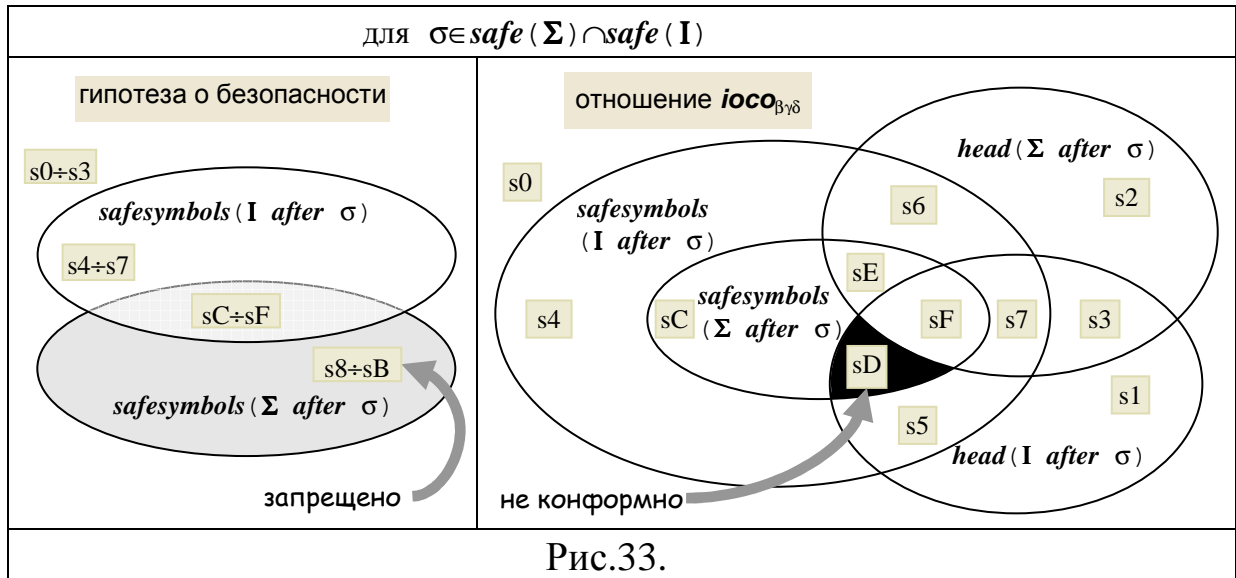 для σ∈safe(Σ)∩safe(I)
гипотеза о безопасности
s0÷s3
safesymbols(I after σ)
s4÷s7
sC÷sF
s8÷sB
safesymbols(Σ after σ)
запрещено
отношение iocoβγδ
head(Σ after σ)
s0
s6
s2
safesymbols
(I after σ)
sE
safesymbols
(Σ after σ)
s4
sC
sF
s7
s3
sD
s1
s5
head(I after σ)
не конформно
Рис.33.